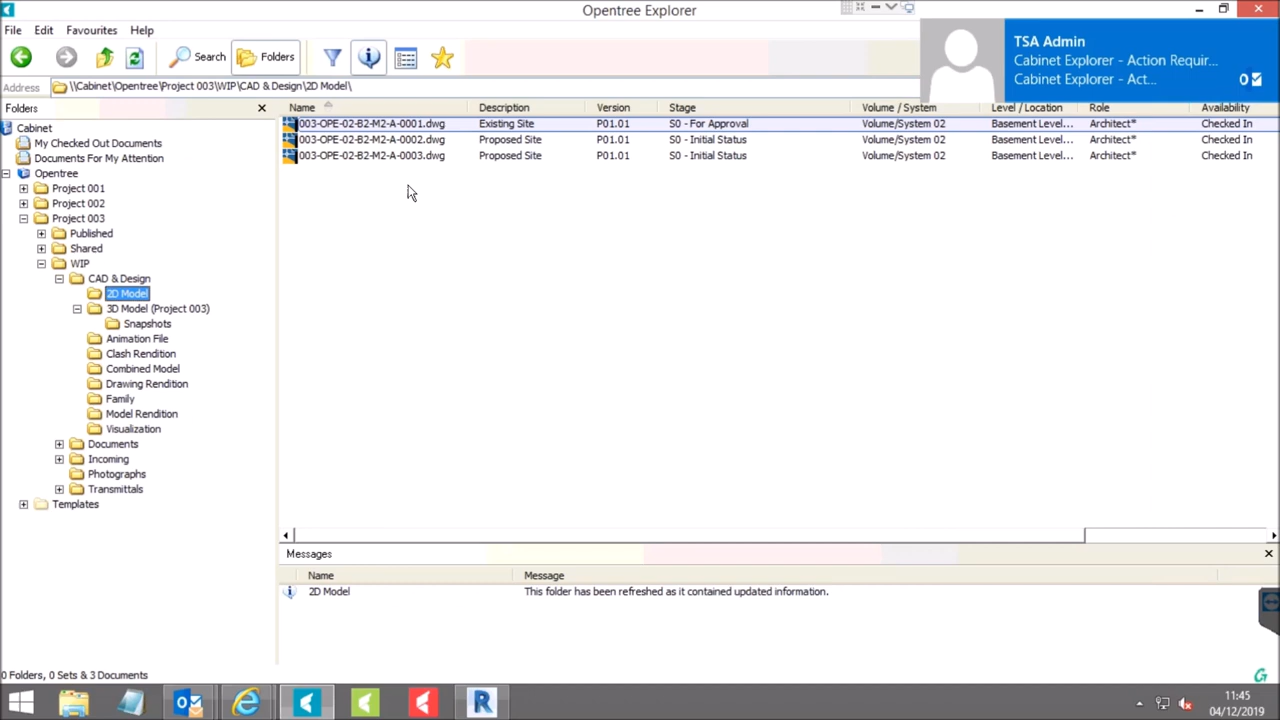 Opentree Explorer
File Edit Favourites Help
Search Folders
TSA Admin
Cabinet Explorer - Action Requir...
Cabinet Explorer - Act... 0
Address \\Cabinet\Opentree\Project 003\WIP\CAD & Design\2D Model\
Folders
Cabinet
My Checked Out Documents
Documents For My Attention
Opentree
Project 001
Project 002
Project 003
Published
Shared
WIP
CAD & Design
2D Model
3D Model (Project 003)
Snapshots
Animation File
Clash Rendition
Combined Model
Drawing Rendition
Family
Model Rendition
Visualization
Documents
Incoming
Photographs
Transmittals
Templates
Name Description Version Stage Volume / System Level / Location Role Availability
003-OPE-02-B2-M2-A-0001.dwg Existing Site P01.01 S0 - For Approval Volume/System 02 Basement Level... Architect* Checked In
003-OPE-02-B2-M2-A-0002.dwg Proposed Site P01.01 S0 - Initial Status Volume/System 02 Basement Level... Architect* Checked In
003-OPE-02-B2-M2-A-0003.dwg Proposed Site P01.01 S0 - Initial Status Volume/System 02 Basement Level... Architect* Checked In
Messages
Name Message
2D Model This folder has been refreshed as it contained updated information.
0 Folders, 0 Sets & 3 Documents
11:45
04/12/2019